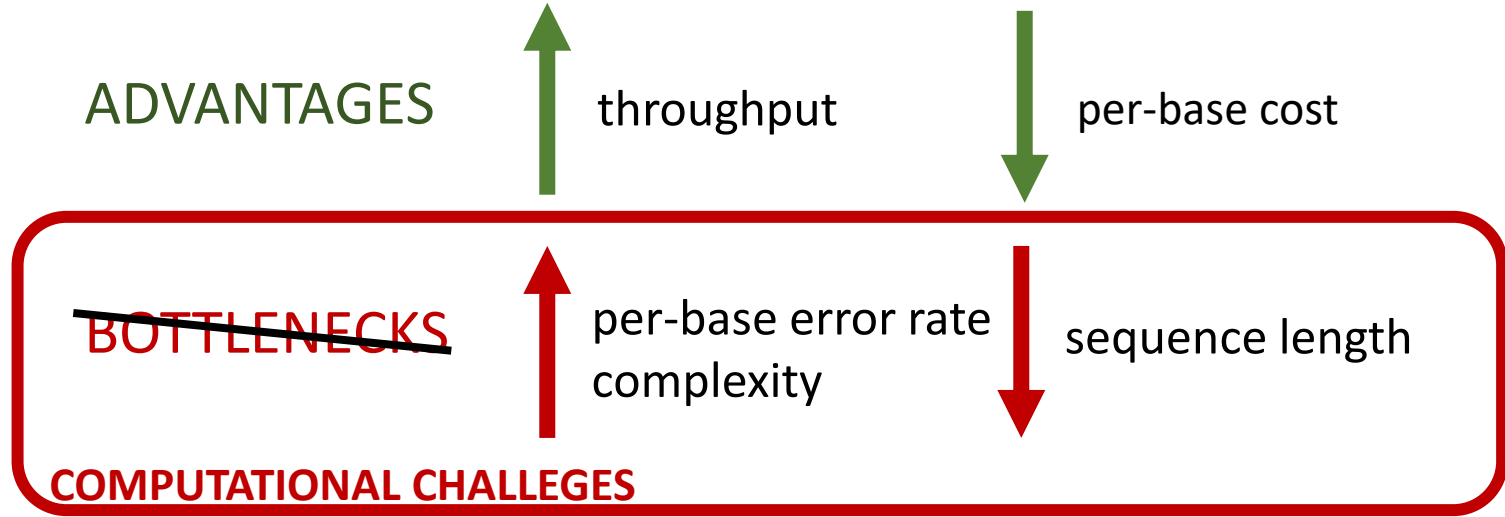 ADVANTAGES
throughput
per-base cost
BOTTLENECKS
per-base error rate
complexity
sequence length
COMPUTATIONAL CHALLEGES